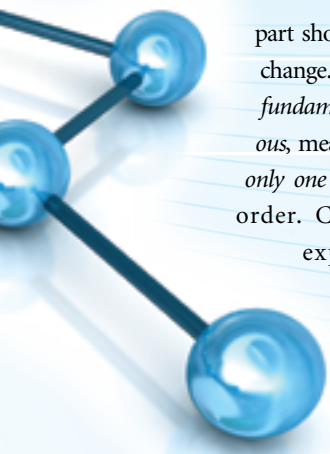 part sho
change.
fundam
ous, mea
only one
order. C
exp